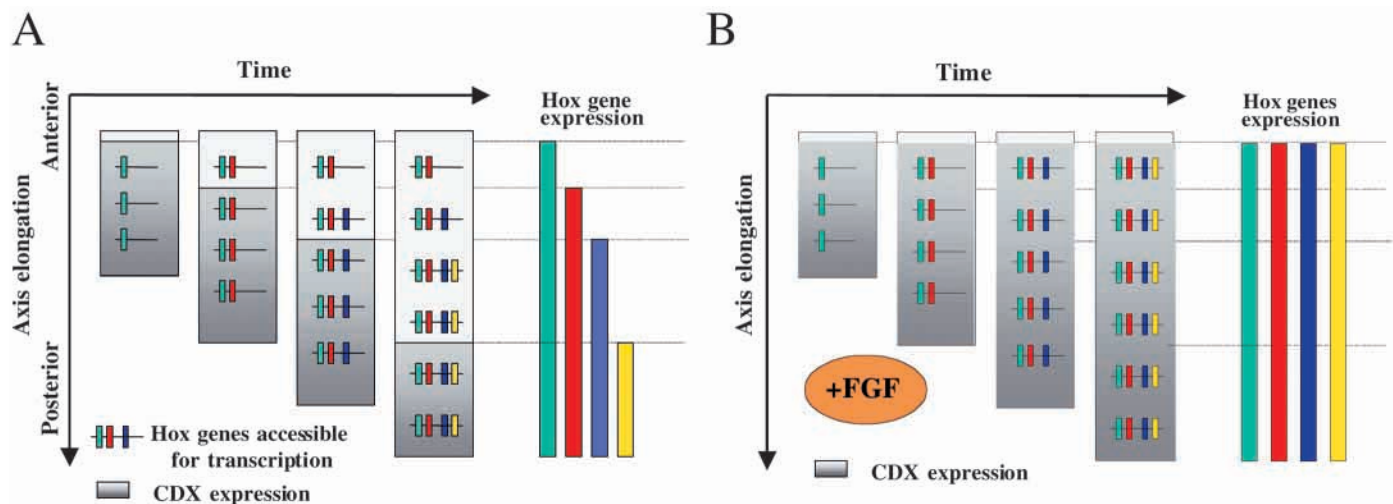 A
Time
Anterior
Axis elongation
Posterior
Hox gene
expression
Hox genes accessible
for transcription
CDX expression
B
Time
Axis elongation
Hox genes
expression
+FGF
CDX expression